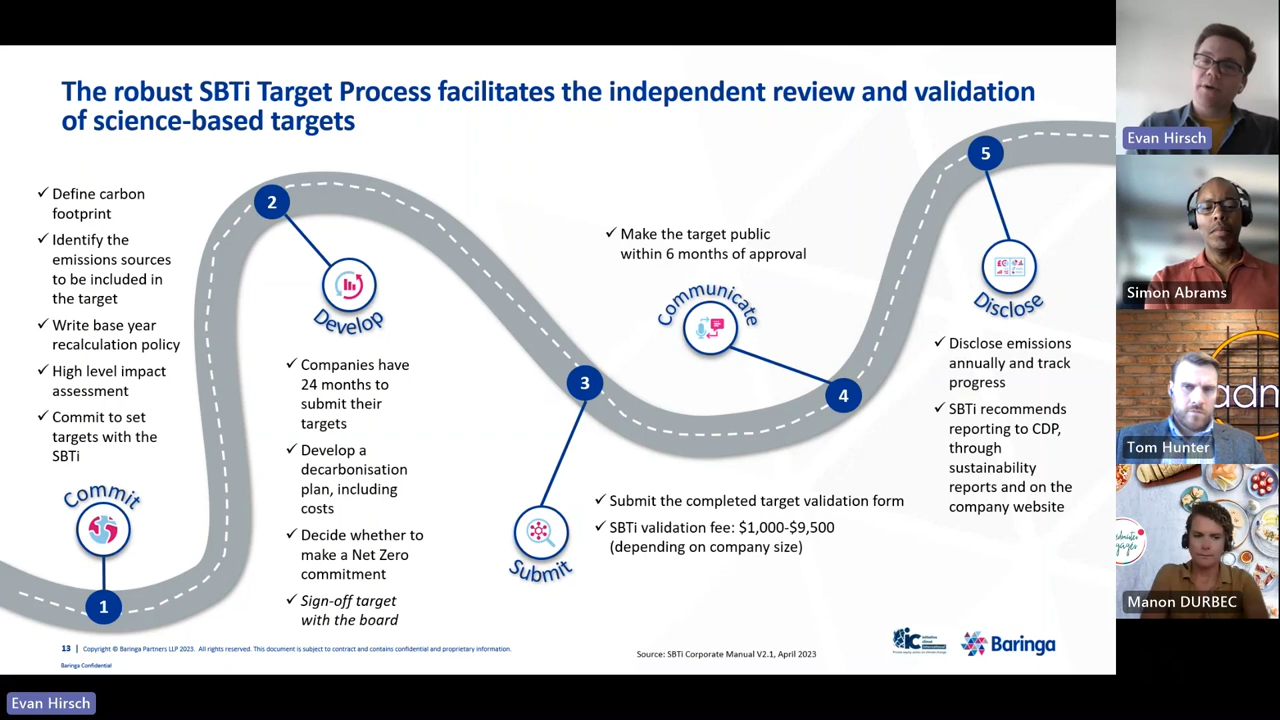 The robust SBTi Target Process facilitates the independent review and validation
of science-based targets
✓ Define carbon
footprint
✓ Identify the
emissions sources
to be included in
the target
✓ Write base year
recalculation policy
✓ High level impact
assessment
✓ Commit to set
targets with the
SBTi
Commit
1
2
Develop
✓ Companies have
24 months to
submit their
targets
✓ Develop a
decarbonisation
plan, including
costs
✓ Decide whether to
make a Net Zero
commitment
✓ Sign-off target
with the board
3
Submit
✓ Submit the completed target validation form
✓ SBTi validation fee: $1,000-$9,500
(depending on company size)
✓ Make the target public
within 6 months of approval
Communicate
4
5
Disclose
✓ Disclose emissions
annually and track
progress
✓ SBTi recommends
reporting to CDP,
through
sustainability
reports and on the
company website
13 | Copyright © Baringa Partners LLP 2023. All rights reserved. This document is subject to contract and contains confidential and proprietary information.
Baringa Confidential
Source: SBTi Corporate Manual V2.1, April 2023
ic
Baringa
Evan Hirsch
Simon Abrams
adn
Tom Hunter
Manon DURBEC
Evan Hirsch